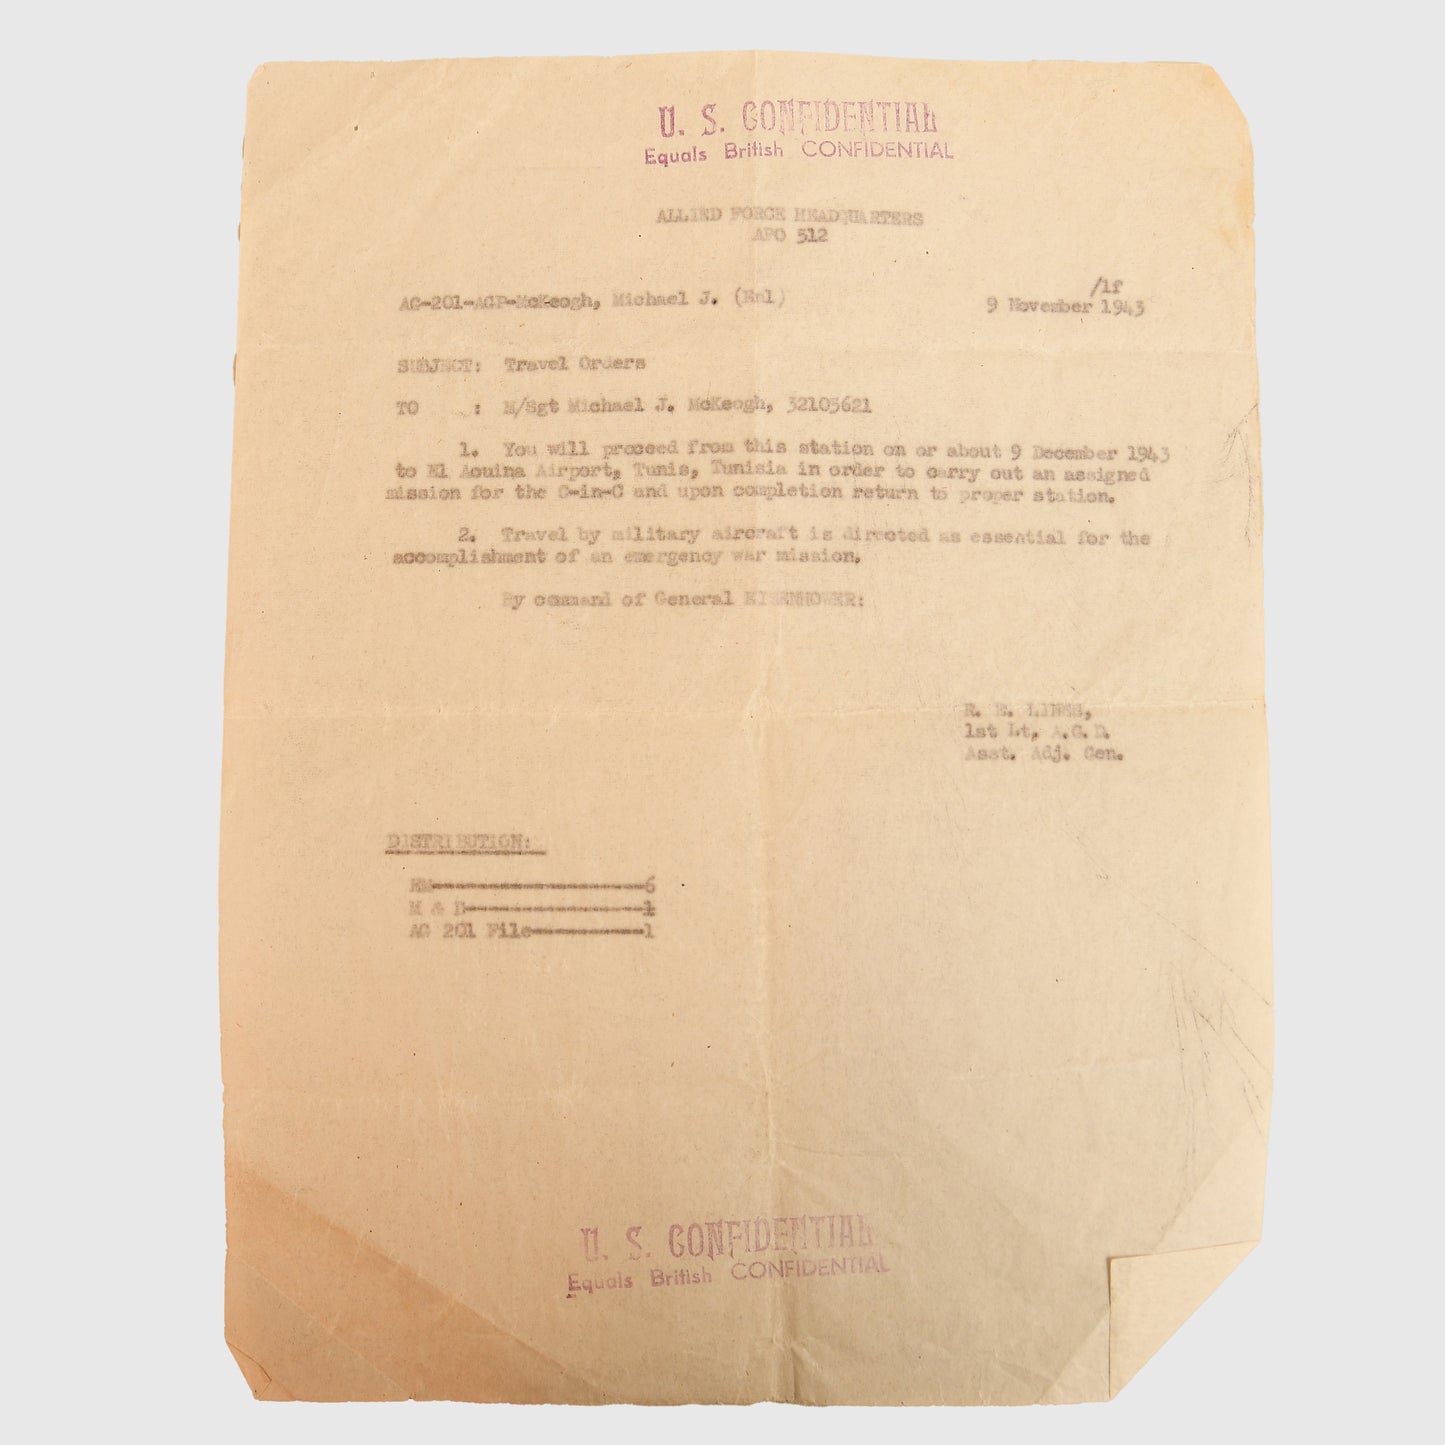 U. S. CONFIDENTIAL
Equals British CONFIDENTIAL
ALLIED FORCE HEADQUARTERS
APO 512
/lf
AG-201-AGP-McKeogh, Michael J. (Enl)
9 November 1943
SUBJECT: Travel Orders
TO : M/Sgt Michael J. McKeogh, 32105621
1. You will proceed from this station on or about 9 December 1943
to El Aouina Airport, Tunis, Tunisia in order to carry out an assigned
mission for the C-in-C and upon completion return to proper station.
2. Travel by military aircraft is directed as essential for the
accomplishment of an emergency war mission.
By command of General EISENHOWER:
R. E.
1st Lt, A.G.D.
Asst. Adj. Gen.
DISTRIBUTION:
EM-------------------6
M & D----------------1
AG 201 File----------1
U. S. CONFIDENTIAL
Equals British CONFIDENTIAL